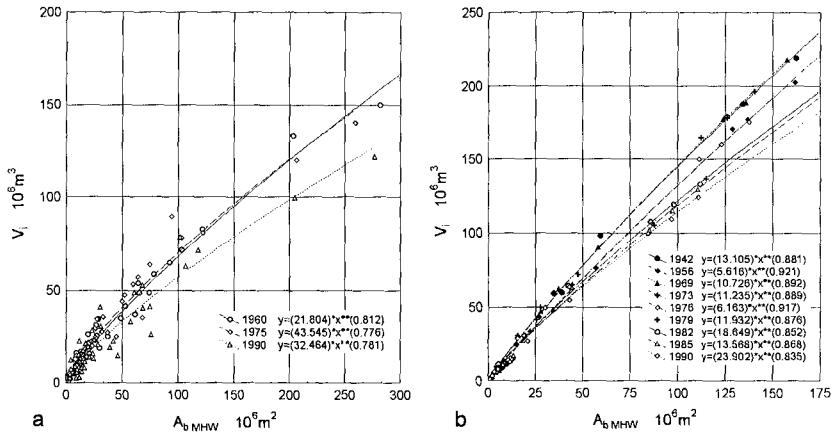 200
150
100
50
0
V_i 10^6m^3
0 50 100 150 200 250 300
A_b MHW 10^6m^2
1960 y=(21.804)*x**(0.812)
1975 y=(43.545)*x**(0.776)
1990 y=(32.464)*x**(0.781)
a
250
200
150
100
50
0
V_i 10^6m^3
0 25 50 75 100 125 150 175
A_b MHW 10^6m^2
1942 y=(13.105)*x**(0.881)
1956 y=(5.616)*x**(0.921)
1969 y=(10.726)*x**(0.892)
1973 y=(11.235)*x**(0.889)
1976 y=(6.163)*x**(0.917)
1979 y=(11.932)*x**(0.876)
1982 y=(18.649)*x**(0.852)
1985 y=(13.568)*x**(0.868)
1990 y=(23.902)*x**(0.835)
b